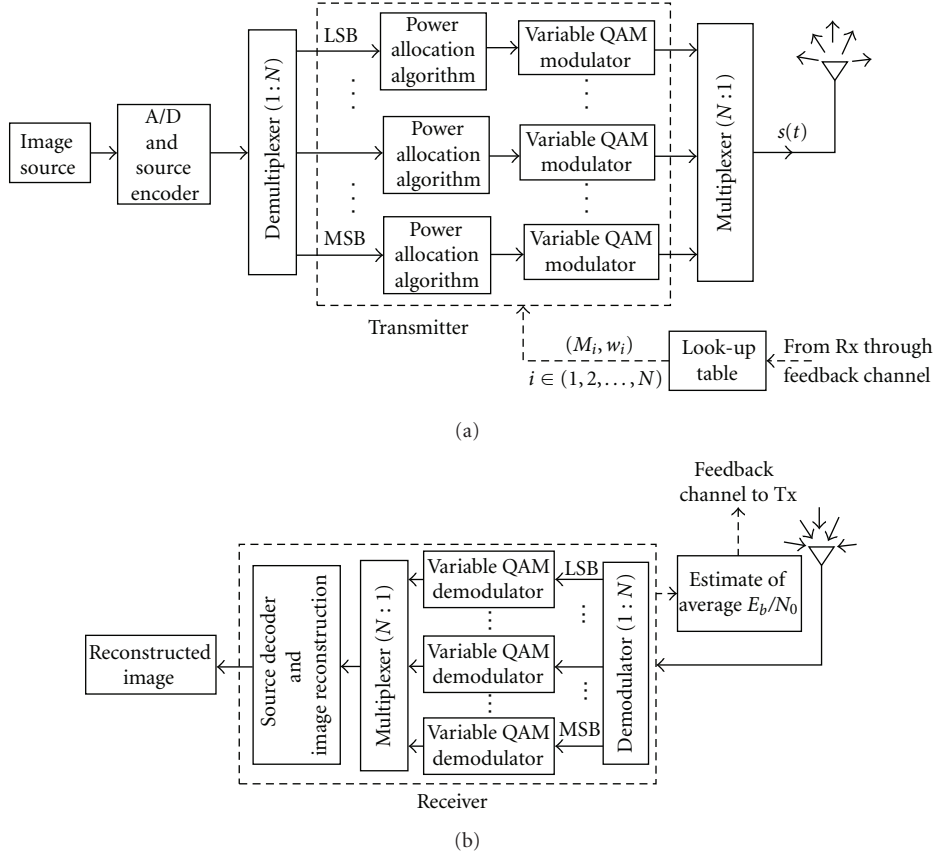 Image
source
A/D
and
source
encoder
Demultiplexer (1 : N)
LSB
MSB
Power
allocation
algorithm
Variable QAM
modulator
Power
allocation
algorithm
Variable QAM
modulator
Power
allocation
algorithm
Variable QAM
modulator
Multiplexer (N :1)
s(t)
Transmitter
(M_i, w_i)
i ∈ (1, 2, ..., N)
Look-up
table
From Rx through
feedback channel
(a)
Feedback
channel to Tx
Estimate of
average E_b/N_0
Reconstructed
image
Source decoder
and
image reconstruction
Multiplexer (N : 1)
Variable QAM
demodulator
Variable QAM
demodulator
Variable QAM
demodulator
LSB
MSB
Demodulator (1 : N)
Receiver
(b)